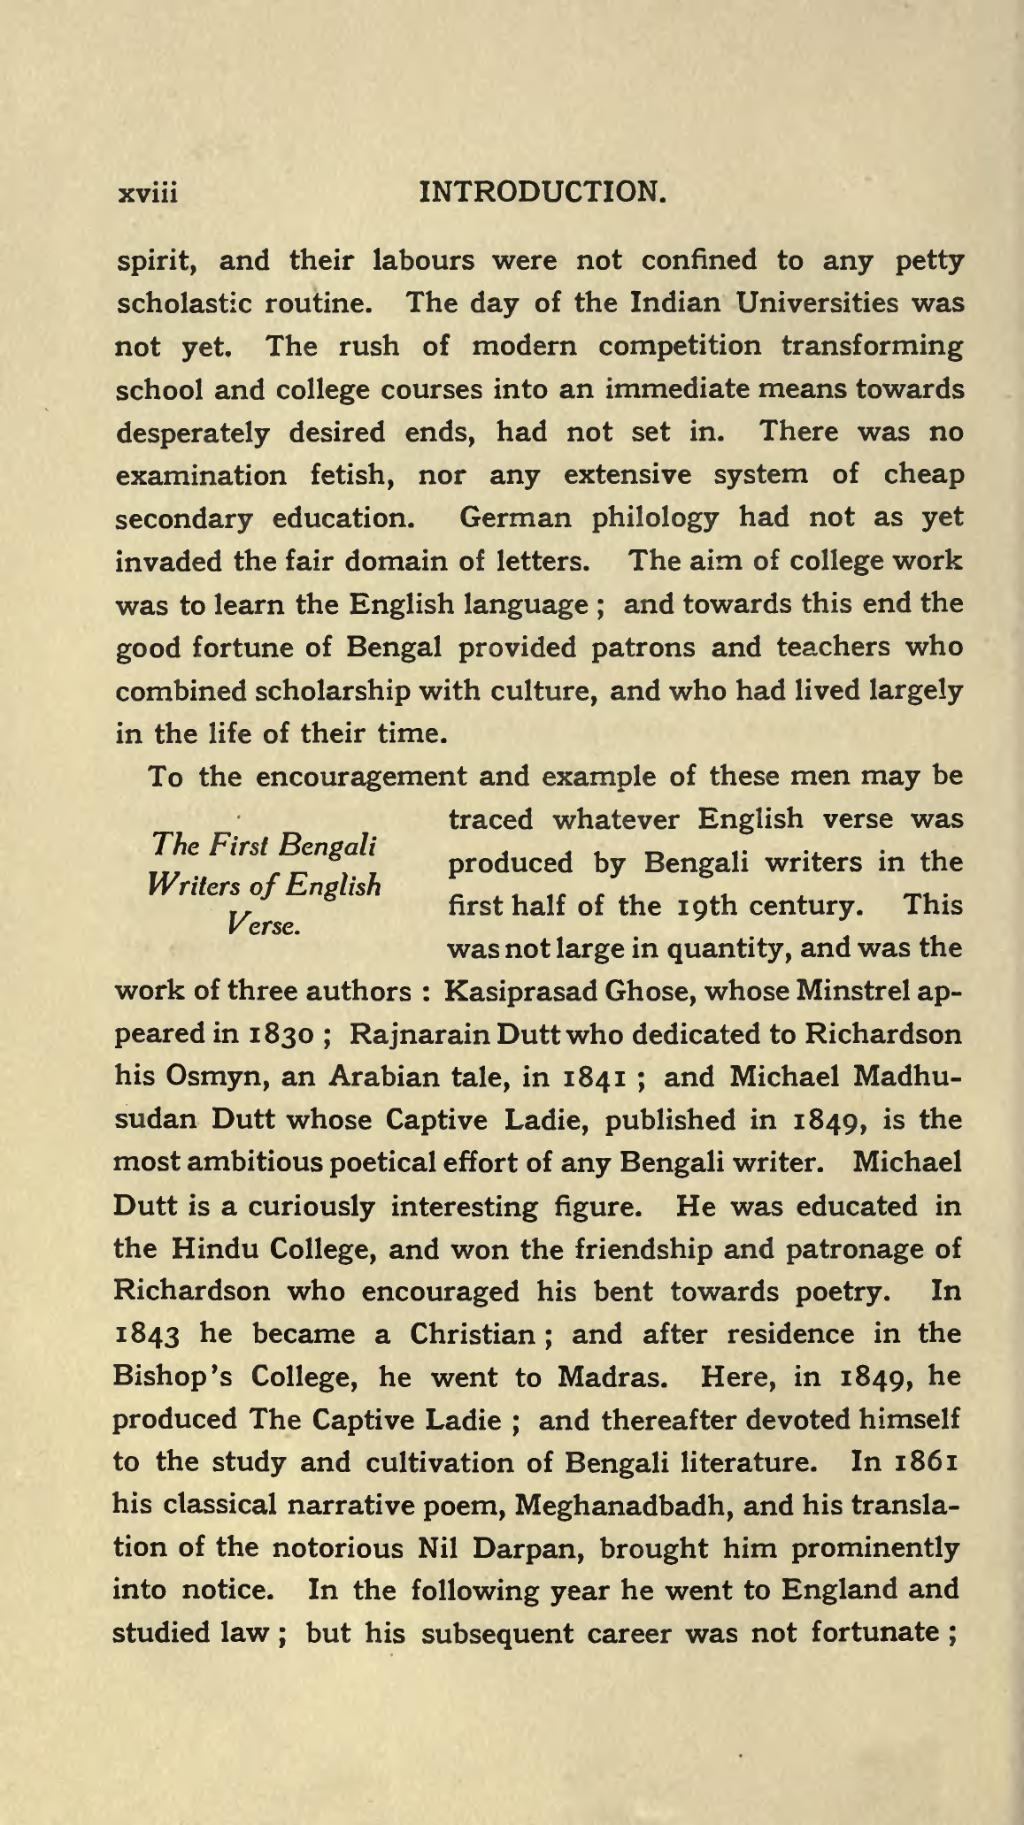 xviii INTRODUCTION.
spirit, and their labours were not confined to any petty
scholastic routine. The day of the Indian Universities was
not yet. The rush of modern competition transforming
school and college courses into an immediate means towards
desperately desired ends, had not set in. There was no
examination fetish, nor any extensive system of cheap
secondary education. German philology had not as yet
invaded the fair domain of letters. The aim of college work
was to learn the English language ; and towards this end the
good fortune of Bengal provided patrons and teachers who
combined scholarship with culture, and who had lived largely
in the life of their time.
To the encouragement and example of these men may be
The First Bengali
Writers of English
Verse.
traced whatever English verse was
produced by Bengali writers in the
first half of the 19th century. This
was not large in quantity, and was the
work of three authors : Kasiprasad Ghose, whose Minstrel ap-
peared in 1830 ; Rajnarain Dutt who dedicated to Richardson
his Osmyn, an Arabian tale, in 1841 ; and Michael Madhu-
sudan Dutt whose Captive Ladie, published in 1849, is the
most ambitious poetical effort of any Bengali writer. Michael
Dutt is a curiously interesting figure. He was educated in
the Hindu College, and won the friendship and patronage of
Richardson who encouraged his bent towards poetry. In
1843 he became a Christian ; and after residence in the
Bishop's College, he went to Madras. Here, in 1849, he
produced The Captive Ladie ; and thereafter devoted himself
to the study and cultivation of Bengali literature. In 1861
his classical narrative poem, Meghanadbadh, and his transla-
tion of the notorious Nil Darpan, brought him prominently
into notice. In the following year he went to England and
studied law ; but his subsequent career was not fortunate ;